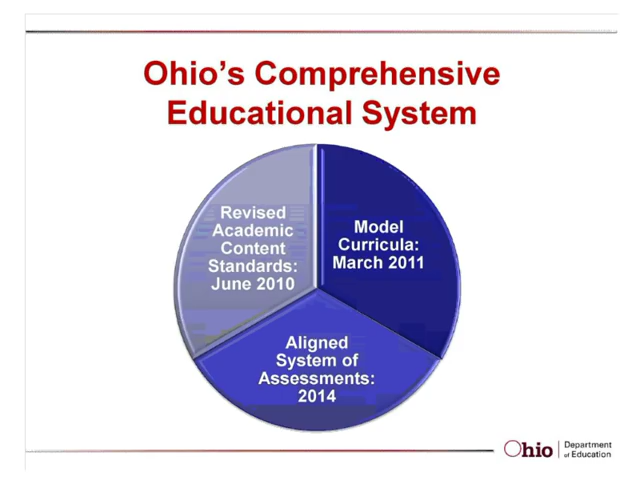 Ohio's Comprehensive
Educational System
Revised
Academic
Content
Standards:
June 2010
Model
Curricula:
March 2011
Aligned
System of
Assessments:
2014
Ohio
Department
of Education